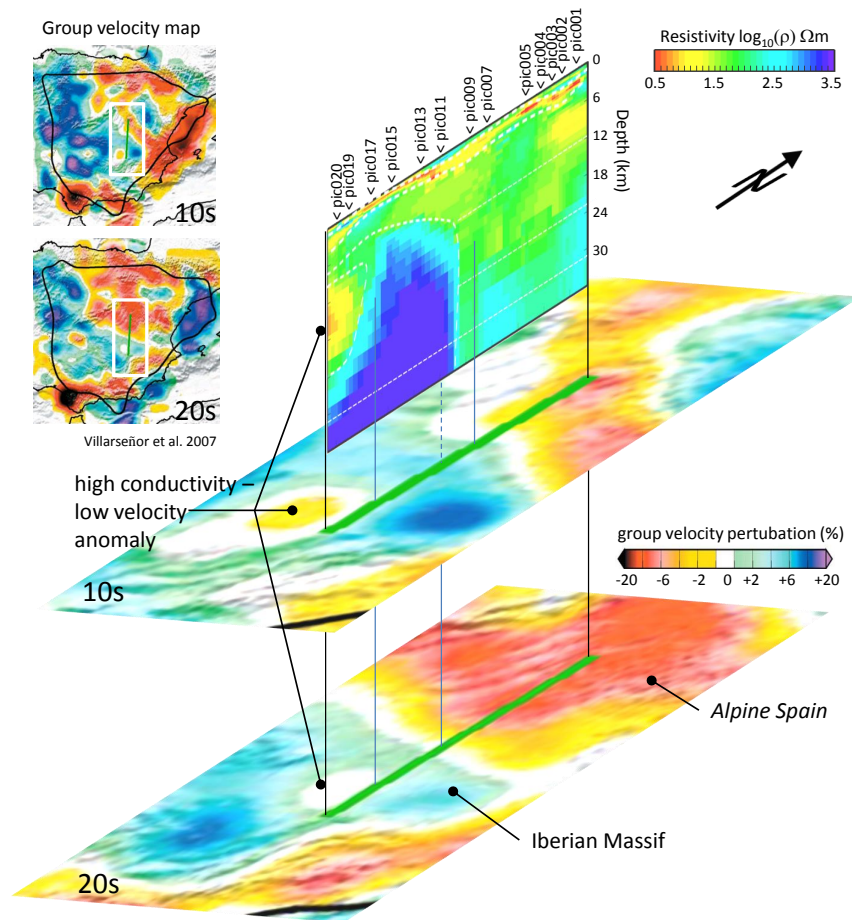 Group velocity map
10s
20s
Villarseñor et al. 2007
<pic020
<pic019
<pic017
<pic015
<pic013
<pic011
<pic009
<pic007
<pic005
<pic004
<pic003
<pic002
<pic001
0
6
12
18
24
30
Depth (km)
Resistivity log10(ρ) Ωm
0.5 1.5 2.5 3.5
N
high conductivity –
low velocity
anomaly
10s
group velocity pertubation (%)
-20 -6 -2 0 +2 +6 +20
Alpine Spain
Iberian Massif
20s